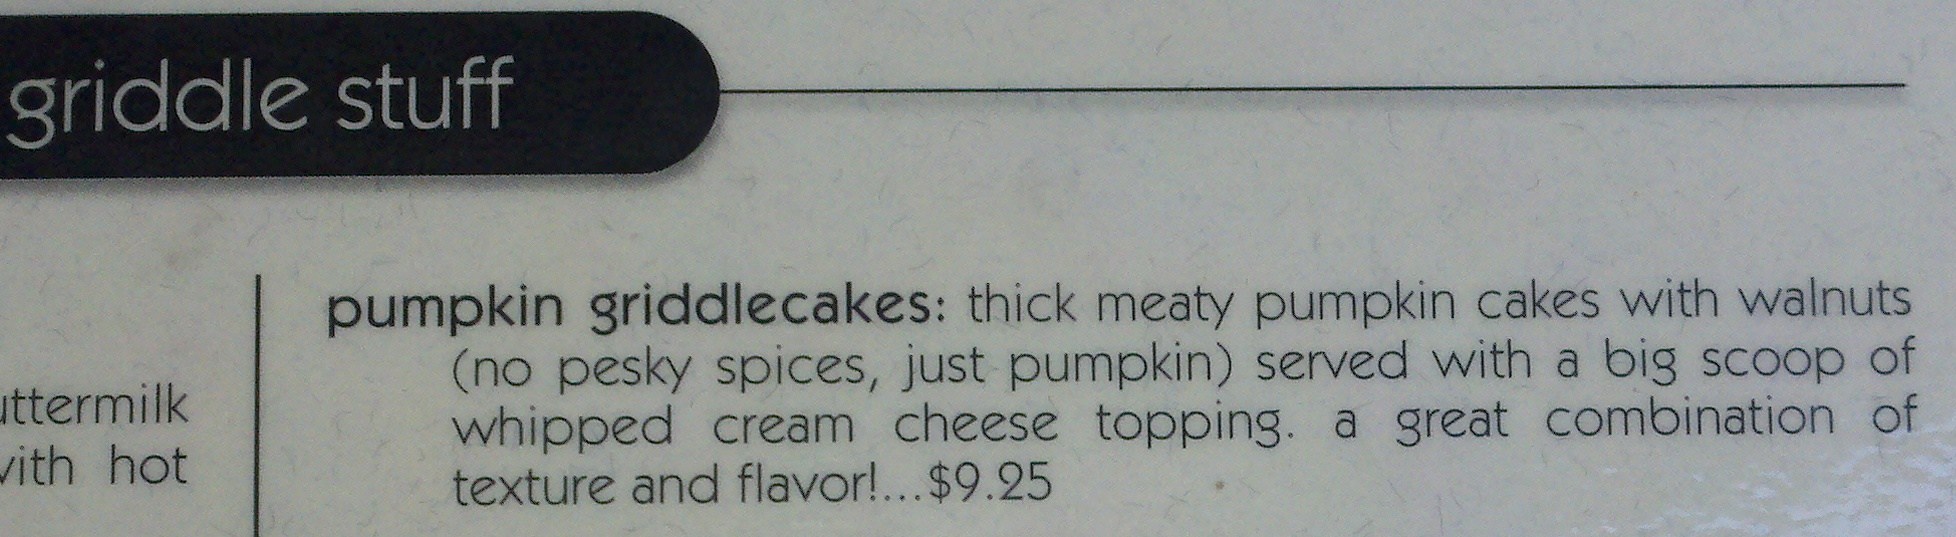 griddle stuff
hot
pumpkin griddlecakes: thick meaty pumpkin cakes with walnuts
(no pesky spices, just pumpkin) served with a big scoop of
whipped cream cheese topping. a great combination of
texture and flavor!...$9.25